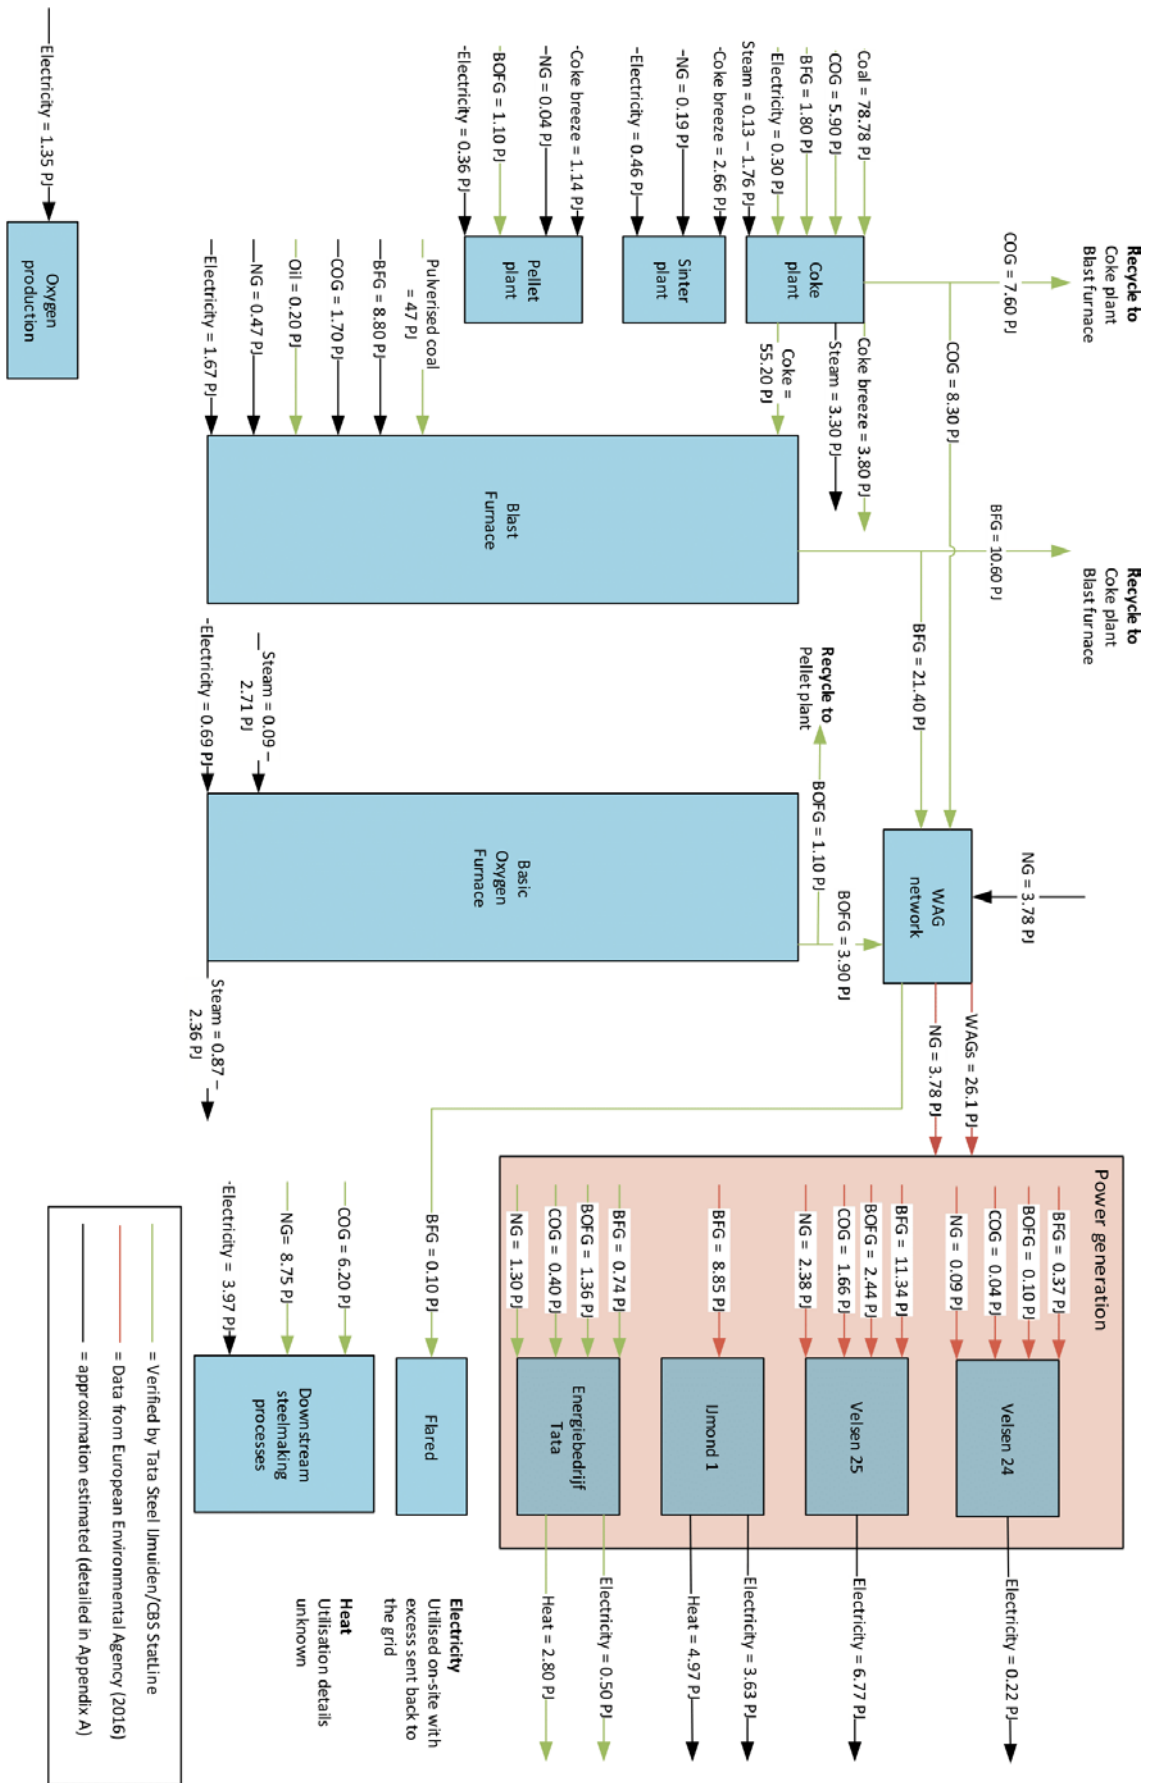 Recycle to
Coke plant
Blast furnace
COG = 7.60 PJ
COG = 8.30 PJ
Coal = 78.78 PJ
COG = 5.90 PJ
BFG = 1.80 PJ
Electricity = 0.30 PJ
Steam = 0.13 – 1.76 PJ
Coke
plant
Coke breeze = 3.80 PJ
Steam = 3.30 PJ
Coke =
55.20 PJ
Coke breeze = 2.66 PJ
NG = 0.19 PJ
Electricity = 0.46 PJ
Sinter
plant
Coke breeze = 1.14 PJ
NG = 0.04 PJ
BOFG = 1.10 PJ
Electricity = 0.36 PJ
Pellet
plant
Recycle to
Coke plant
Blast furnace
BFG = 10.60 PJ
BFG = 21.40 PJ
Pulverised coal
= 47 PJ
BFG = 8.80 PJ
COG = 1.70 PJ
Oil = 0.20 PJ
NG = 0.47 PJ
Electricity = 1.67 PJ
Blast
Furnace
Electricity = 1.35 PJ
Oxygen
production
Recycle to
Pellet plant
BOFG = 1.10 PJ
BOFG = 3.90 PJ
Steam = 0.09 –
2.71 PJ
Electricity = 0.69 PJ
Basic
Oxygen
Furnace
Steam = 0.87 –
2.36 PJ
NG = 3.78 PJ
WAG
network
WAGs = 26.1 PJ
NG = 3.78 PJ
Power generation
BFG = 0.37 PJ
BOFG = 0.10 PJ
COG = 0.04 PJ
NG = 0.09 PJ
Velsen 24
Electricity = 0.22 PJ
BFG = 11.34 PJ
BOFG = 2.44 PJ
COG = 1.66 PJ
NG = 2.38 PJ
Velsen 25
Electricity = 6.77 PJ
BFG = 8.85 PJ
IJmond 1
Electricity = 3.63 PJ
Heat = 4.97 PJ
BFG = 0.74 PJ
BOFG = 1.36 PJ
COG = 0.40 PJ
NG = 1.30 PJ
Energiebedrijf
Tata
Electricity = 0.50 PJ
Heat = 2.80 PJ
BFG = 0.10 PJ
Flared
COG = 6.20 PJ
NG= 8.75 PJ
Electricity = 3.97 PJ
Downstream
steelmaking
processes
Electricity
Utilised on-site with
excess sent back to
the grid
Heat
Utilisation details
unknown
= Verified by Tata Steel IJmuiden/CBS StatLine
= Data from European Environmental Agency (2016)
= approximation estimated (detailed in Appendix A)